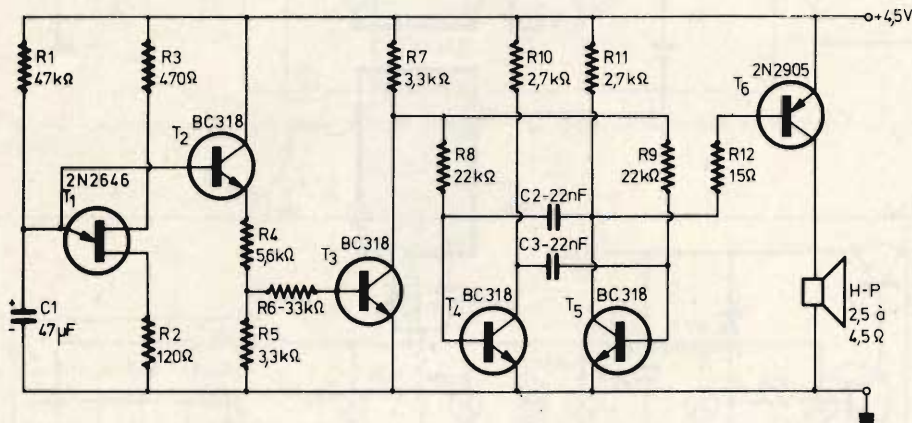 +4,5V
R1
47kΩ
R3
470Ω
R7
3,3kΩ
R10
2,7kΩ
R11
2,7kΩ
2N2905
T6
T2
BC318
2N2646
T1
R8
22kΩ
R9
22kΩ
R12
15Ω
C2-22nF
C3-22nF
R4
5,6kΩ
T3
BC318
R6-33kΩ
T4
BC318
T5
BC318
H-P
2,5 à
4,5Ω
+
-
C1
47µF
R2
120Ω
R5
3,3kΩ